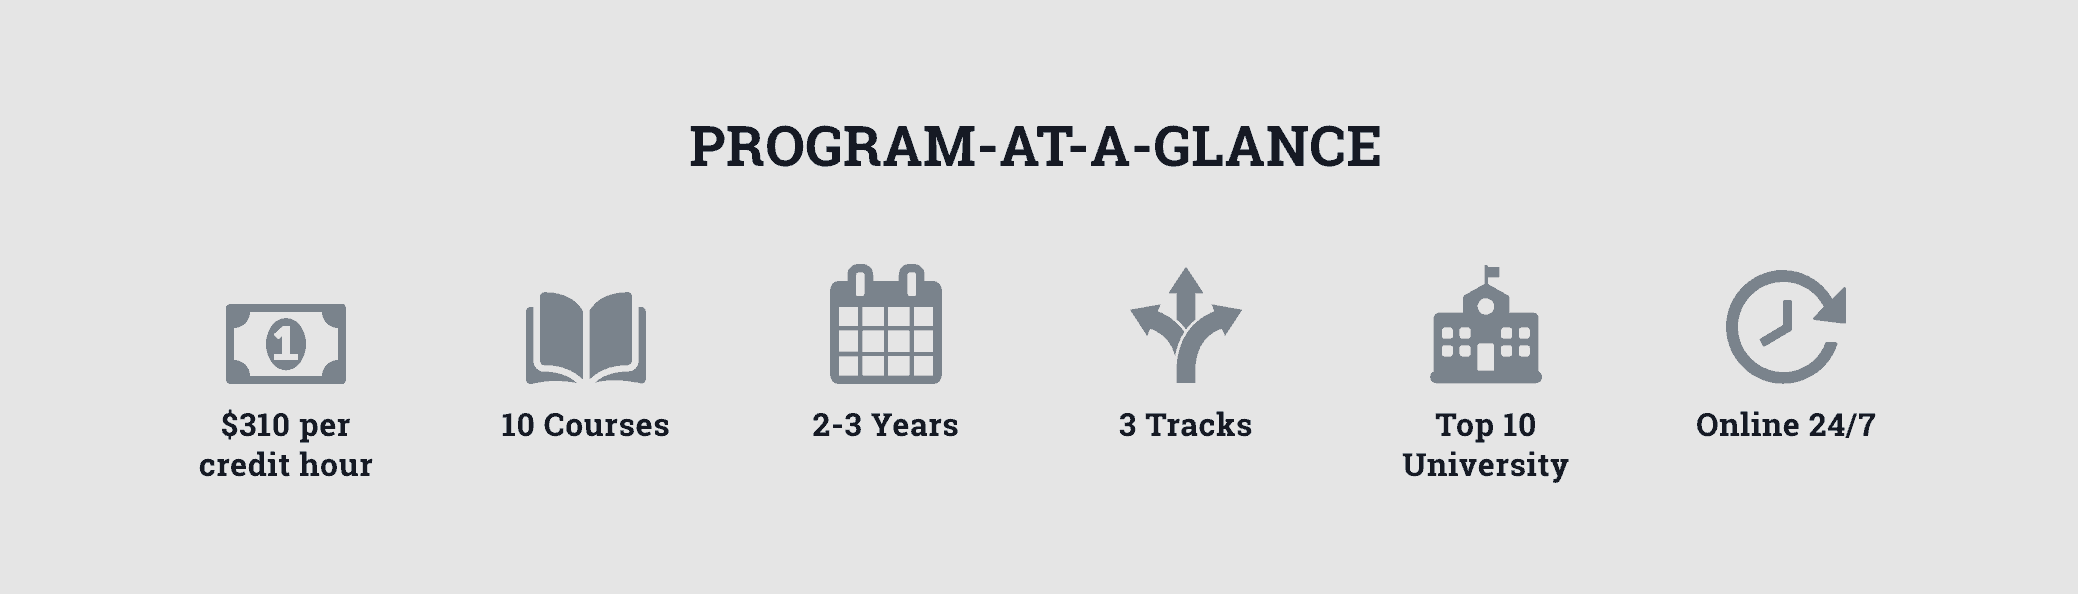 PROGRAM-AT-A-GLANCE
1
$310 per
credit hour
10 Courses
2-3 Years
3 Tracks
Top 10
University
Online 24/7